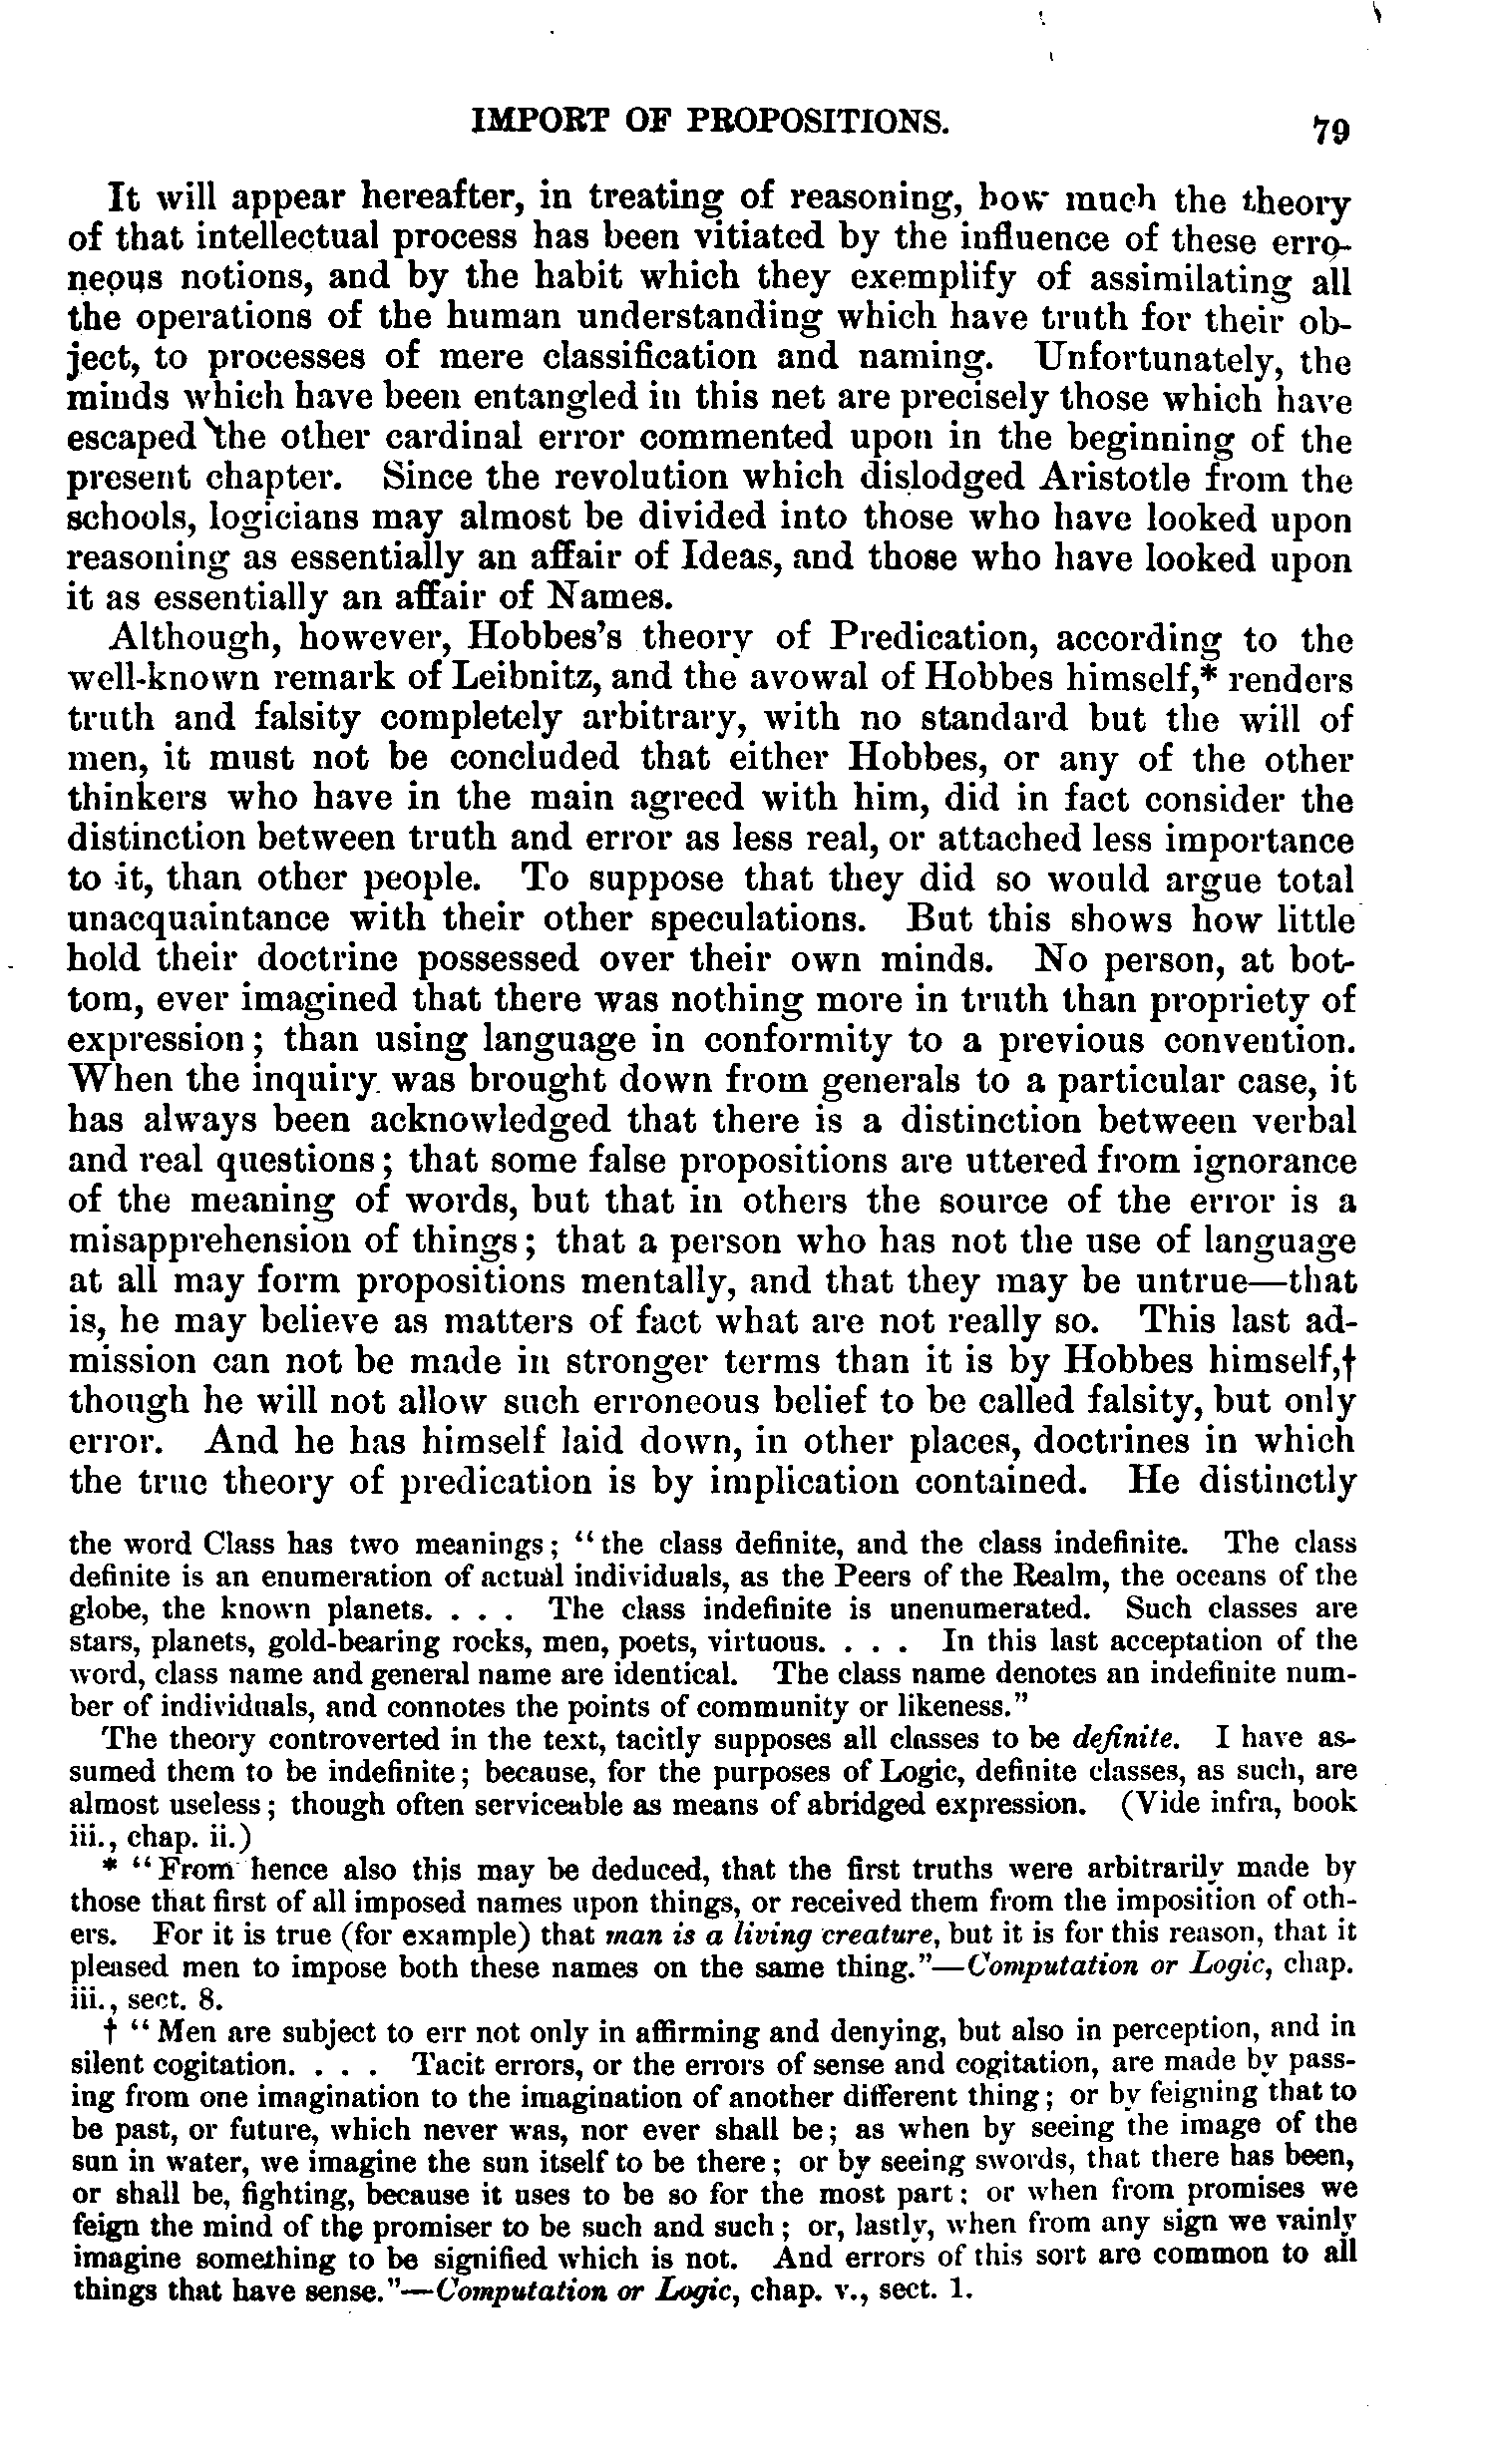 IMPORT OF PROPOSITIONS.
79
It will appear hereafter, in treating of reasoning, how much the theory
of that intellectual process has been vitiated by the influence of these erro-
neous notions, and by the habit which they exemplify of assimilating all
the operations of the human understanding which have truth for their ob-
ject, to processes of mere classification and naming. Unfortunately, the
minds which have been entangled in this net are precisely those which have
escaped the other cardinal error commented upon in the beginning of the
present chapter. Since the revolution which dislodged Aristotle from the
schools, logicians may almost be divided into those who have looked upon
reasoning as essentially an affair of Ideas, and those who have looked upon
it as essentially an affair of Names.
Although, however, Hobbes's theory of Predication, according to the
well-known remark of Leibnitz, and the avowal of Hobbes himself,* renders
truth and falsity completely arbitrary, with no standard but the will of
men, it must not be concluded that either Hobbes, or any of the other
thinkers who have in the main agreed with him, did in fact consider the
distinction between truth and error as less real, or attached less importance
to it, than other people. To suppose that they did so would argue total
unacquaintance with their other speculations. But this shows how little
hold their doctrine possessed over their own minds. No person, at bot-
tom, ever imagined that there was nothing more in truth than propriety of
expression; than using language in conformity to a previous convention.
When the inquiry was brought down from generals to a particular case, it
has always been acknowledged that there is a distinction between verbal
and real questions; that some false propositions are uttered from ignorance
of the meaning of words, but that in others the source of the error is a
misapprehension of things; that a person who has not the use of language
at all may form propositions mentally, and that they may be untrue—that
is, he may believe as matters of fact what are not really so. This last ad-
mission can not be made in stronger terms than it is by Hobbes himself,†
though he will not allow such erroneous belief to be called falsity, but only
error. And he has himself laid down, in other places, doctrines in which
the true theory of predication is by implication contained. He distinctly
the word Class has two meanings; "the class definite, and the class indefinite. The class
definite is an enumeration of actual individuals, as the Peers of the Realm, the oceans of the
globe, the known planets. . . . The class indefinite is unenumerated. Such classes are
stars, planets, gold-bearing rocks, men, poets, virtuous. . . . In this last acceptation of the
word, class name and general name are identical. The class name denotes an indefinite num-
ber of individuals, and connotes the points of community or likeness."
The theory controverted in the text, tacitly supposes all classes to be definite. I have as-
sumed them to be indefinite; because, for the purposes of Logic, definite classes, as such, are
almost useless; though often serviceable as means of abridged expression. (Vide infra, book
iii., chap. ii.)
* "From hence also this may be deduced, that the first truths were arbitrarily made by
those that first of all imposed names upon things, or received them from the imposition of oth-
ers. For it is true (for example) that man is a living creature, but it is for this reason, that it
pleased men to impose both these names on the same thing."—Computation or Logic, chap.
iii., sect. 8.
† "Men are subject to err not only in affirming and denying, but also in perception, and in
silent cogitation. . . . Tacit errors, or the errors of sense and cogitation, are made by pass-
ing from one imagination to the imagination of another different thing; or by feigning that to
be past, or future, which never was, nor ever shall be; as when by seeing the image of the
sun in water, we imagine the sun itself to be there; or by seeing swords, that there has been,
or shall be, fighting, because it uses to be so for the most part; or when from promises we
feign the mind of the promiser to be such and such; or, lastly, when from any sign we vainly
imagine something to be signified which is not. And errors of this sort are common to all
things that have sense."—Computation or Logic, chap. v., sect. 1.